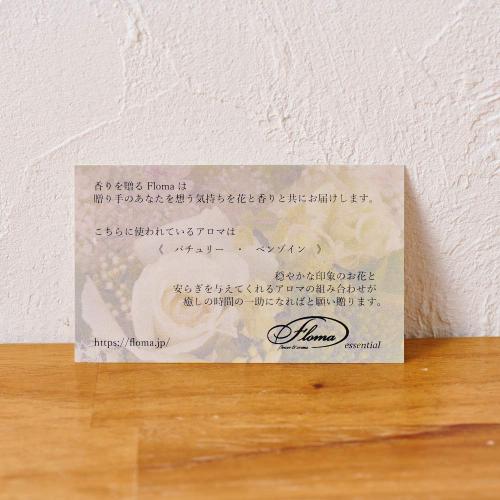 香りを贈る Floma は
贈り手のあなたを想う気持ちを花と香りと共にお届けします。
こちらに使われているアロマは
《 パチュリー ・ ベンゾイン 》
穏やかな印象のお花と
安らぎを与えてくれるアロマの組み合わせが
癒しの時間の一助になればと願い贈ります。
https://floma.jp/
Floma
flower & aroma
essential